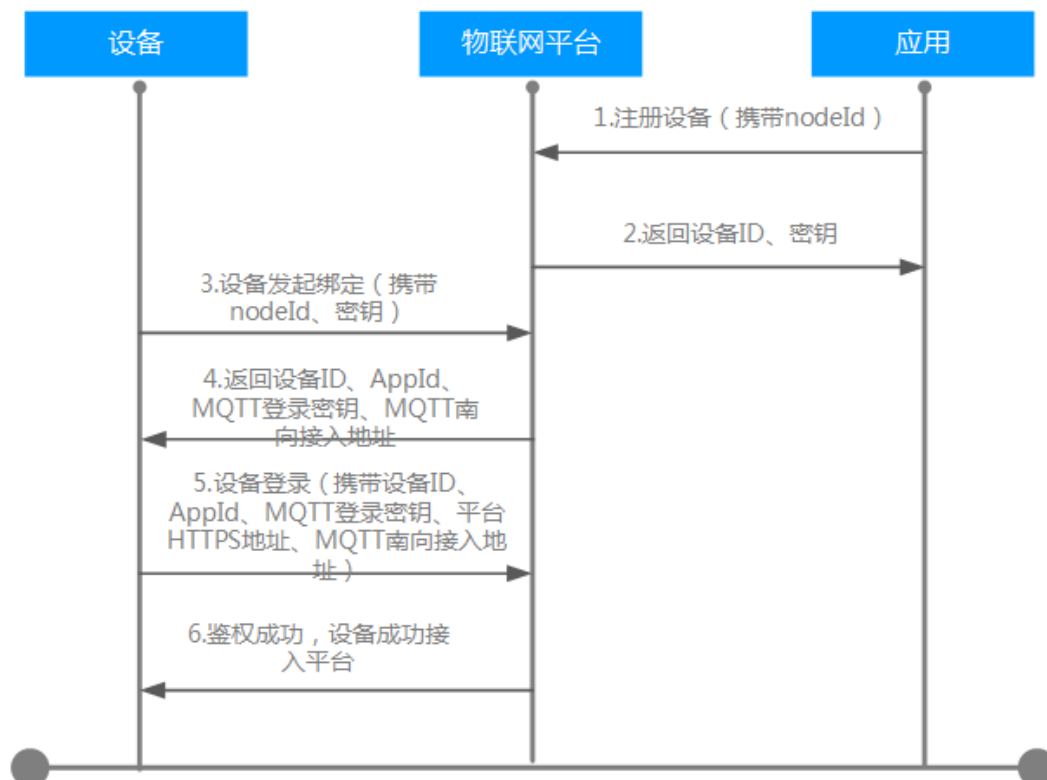 设备
物联网平台
应用
1.注册设备（携带nodeId）
2.返回设备ID、密钥
3.设备发起绑定（携带
nodeId、密钥）
4.返回设备ID、AppId、
MQTT登录密钥、MQTT南
向接入地址
5.设备登录（携带设备ID、
AppId、MQTT登录密钥、平台
HTTPS地址、MQTT南向接入地
址）
6.鉴权成功，设备成功接
入平台